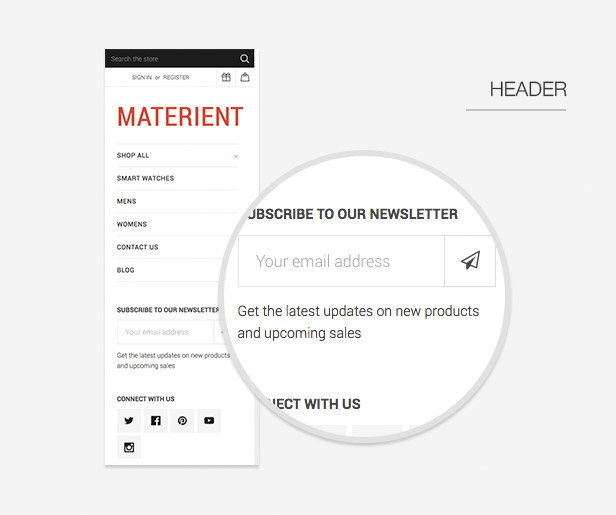 Search the store
SIGN IN or REGISTER
HEADER
MATERIENT
SHOP ALL
SMART WATCHES
MENS
WOMENS
CONTACT US
BLOG
SUBSCRIBE TO OUR NEWSLETTER
Your email address
Get the latest updates on new products
and upcoming sales
CONNECT WITH US
UBSCRIBE TO OUR NEWSLETTER
Your email address
Get the latest updates on new products
and upcoming sales
NECT WITH US